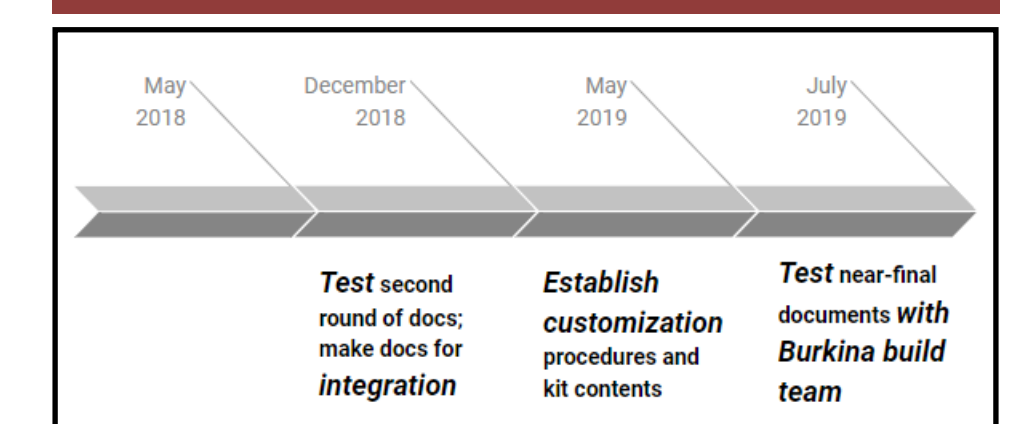 May
2018
December
2018
May
2019
July
2019
Test second
round of docs;
make docs for
integration
Establish
customization
procedures and
kit contents
Test near-final
documents with
Burkina build
team